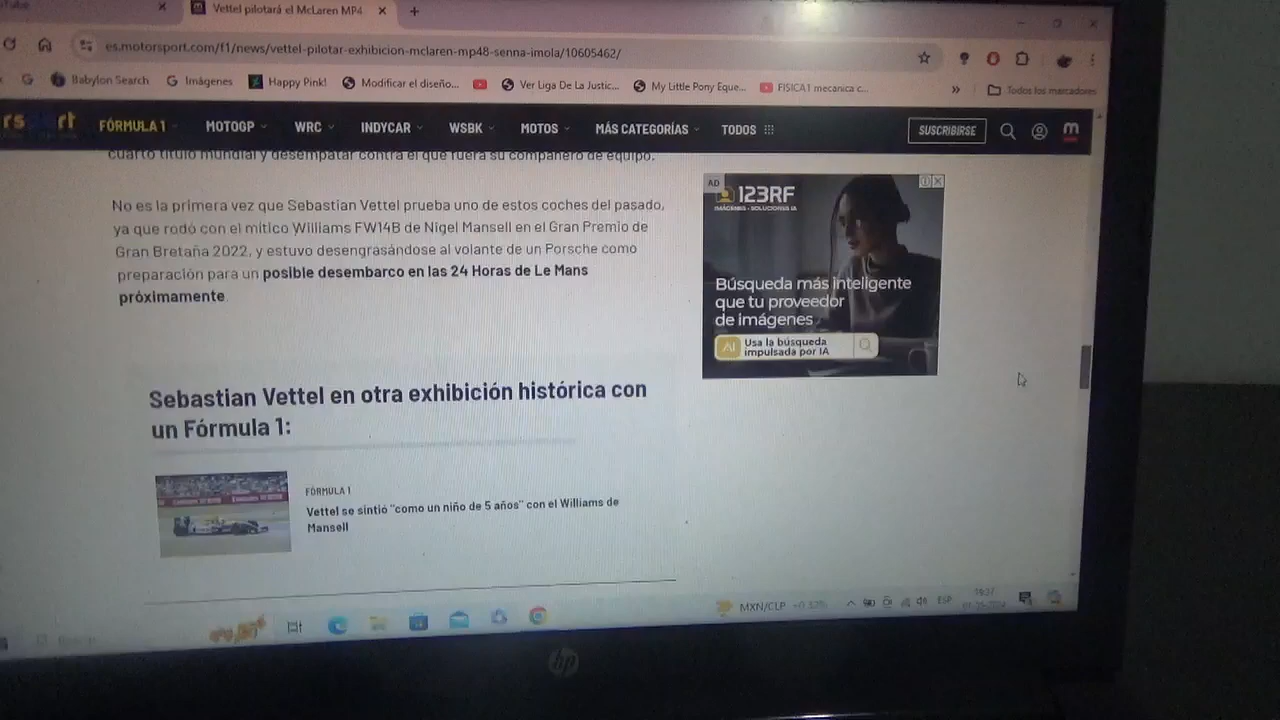 Vettel pilotará el McLaren MP4
es.motorsport.com/f1/news/vettel-pilotar-exhibicion-mclaren-mp48-senna-imola/10605462/
Babylon Search
Imágenes
Happy Pink!
Modificar el diseño...
Ver Liga De La Justic...
My Little Pony Eque...
FISICA1 mecanica c...
Todos los marcadores
FÓRMULA 1
MOTOGP
WRC
INDYCAR
WSBK
MOTOS
MÁS CATEGORÍAS
TODOS
SUSCRIBIRSE
cuarto título mundial y desempatar contra el que fuera su compañero de equipo.
No es la primera vez que Sebastian Vettel prueba uno de estos coches del pasado,
ya que rodó con el mítico Williams FW14B de Nigel Mansell en el Gran Premio de
Gran Bretaña 2022, y estuvo desengrasándose al volante de un Porsche como
preparación para un posible desembarco en las 24 Horas de Le Mans
próximamente.
AD
123RF
IMÁGENES · SOLUCIONES IA
Búsqueda más inteligente
que tu proveedor
de imágenes
AI
Usa la búsqueda
impulsada por IA
Sebastian Vettel en otra exhibición histórica con
un Fórmula 1:
FÓRMULA 1
Vettel se sintió "como un niño de 5 años" con el Williams de
Mansell
MXN/CLP
ESP
hp